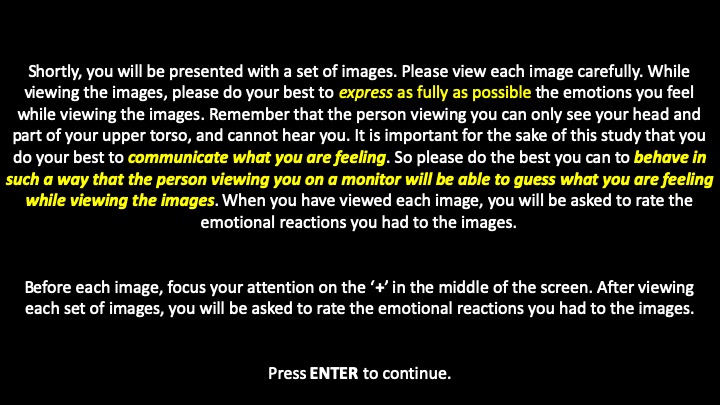 Shortly, you will be presented with a set of images. Please view each image carefully. While
viewing the images, please do your best to express as fully as possible the emotions you feel
while viewing the images. Remember that the person viewing you can only see your head and
part of your upper torso, and cannot hear you. It is important for the sake of this study that you
do your best to communicate what you are feeling. So please do the best you can to behave in
such a way that the person viewing you on a monitor will be able to guess what you are feeling
while viewing the images. When you have viewed each image, you will be asked to rate the
emotional reactions you had to the images.
Before each image, focus your attention on the ‘+’ in the middle of the screen. After viewing
each set of images, you will be asked to rate the emotional reactions you had to the images.
Press ENTER to continue.